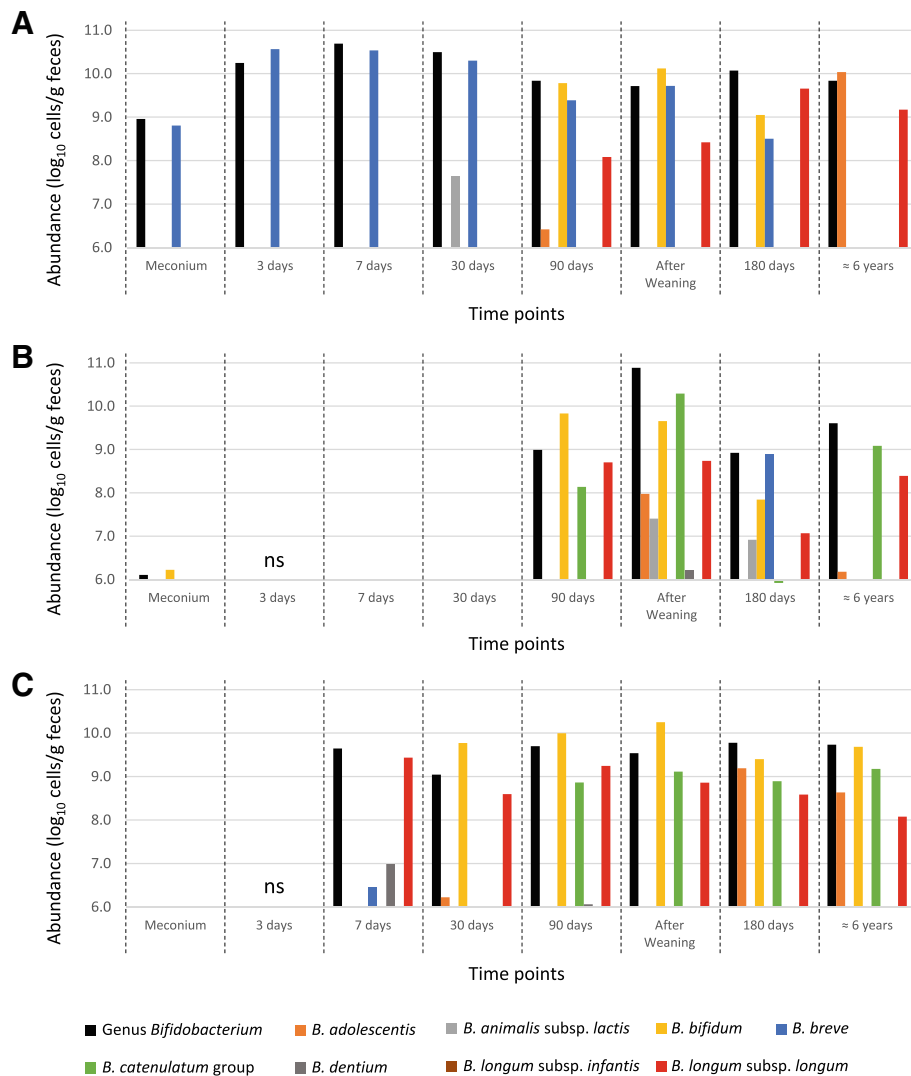 A
Abundance (log10 cells/g feces)
11.0
10.0
9.0
8.0
7.0
6.0
Meconium 3 days 7 days 30 days 90 days After Weaning 180 days ≈ 6 years
Time points
B
Abundance (log10 cells/g feces)
11.0
10.0
9.0
8.0
7.0
6.0
ns
Meconium 3 days 7 days 30 days 90 days After Weaning 180 days ≈ 6 years
Time points
C
Abundance (log10 cells/g feces)
11.0
10.0
9.0
8.0
7.0
6.0
ns
Meconium 3 days 7 days 30 days 90 days After Weaning 180 days ≈ 6 years
Time points
Genus Bifidobacterium B. adolescentis B. animalis subsp. lactis B. bifidum B. breve
B. catenulatum group B. dentium B. longum subsp. infantis B. longum subsp. longum